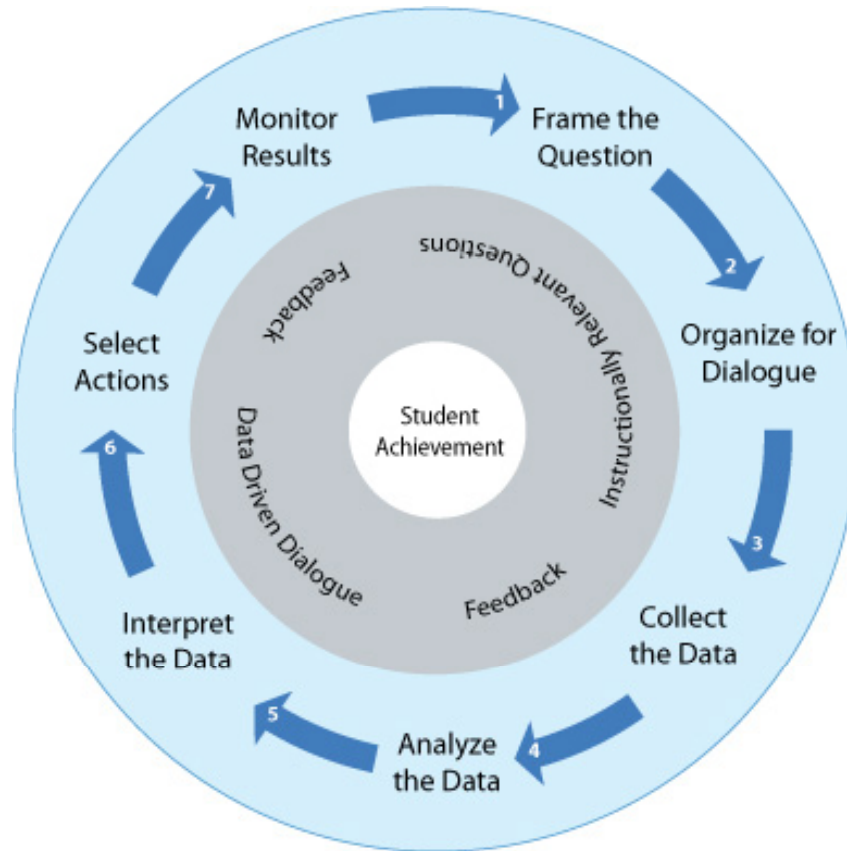 1
Frame the
Question
2
Organize for
Dialogue
3
Collect
the Data
4
Analyze
the Data
5
Interpret
the Data
6
Select
Actions
7
Monitor
Results
Instructionally Relevant Questions
Feedback
Data Driven Dialogue
Feedback
Student
Achievement